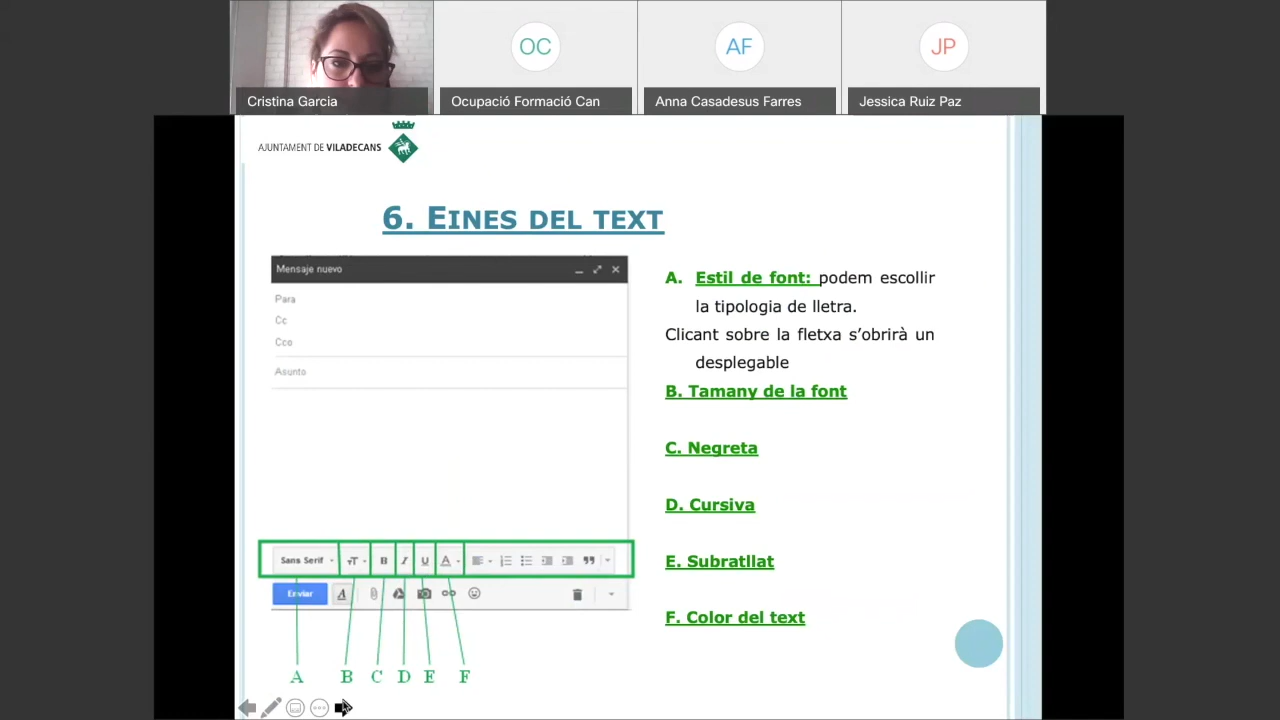 OC
AF
JP
Cristina Garcia
Ocupació Formació Can
Anna Casadesus Farres
Jessica Ruiz Paz
AJUNTAMENT DE VILADECANS
6. EINES DEL TEXT
Mensaje nuevo
Para
Cc
Cco
Asunto
Sans Serif
TT
B
I
U
A
Enviar
A
A
B
C
D
E
F
A. Estil de font: podem escollir
la tipologia de lletra.
Clicant sobre la fletxa s’obrirà un
desplegable
B. Tamany de la font
C. Negreta
D. Cursiva
E. Subratllat
F. Color del text